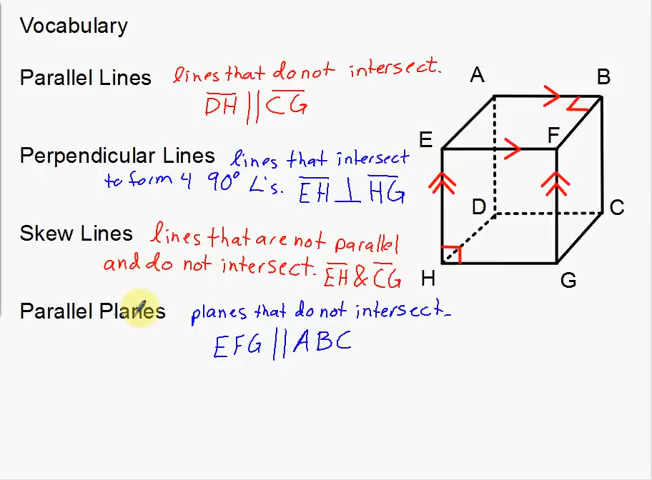 Vocabulary
Parallel Lines lines that do not intersect.
DH || CG
Perpendicular Lines lines that intersect
to form 4 90° L's. EH ⊥ HG
Skew Lines lines that are not parallel
and do not intersect. EH & CG
Parallel Planes planes that do not intersect.
EFG || ABC
A B
E F
D C
H G